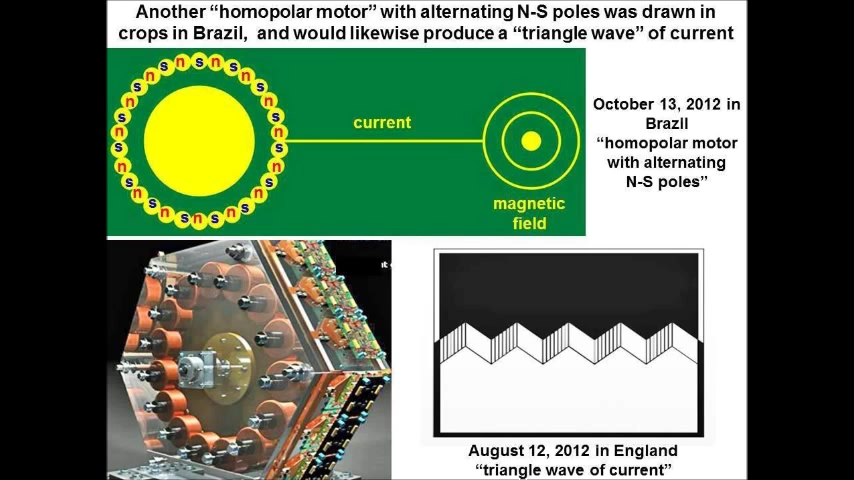 Another “homopolar motor” with alternating N-S poles was drawn in
crops in Brazil, and would likewise produce a “triangle wave” of current
s n s n s n s n s n s n s n s n s n s n s n s n s n s n s n
current
magnetic
field
October 13, 2012 in
Brazil
“homopolar motor
with alternating
N-S poles”
August 12, 2012 in England
“triangle wave of current”